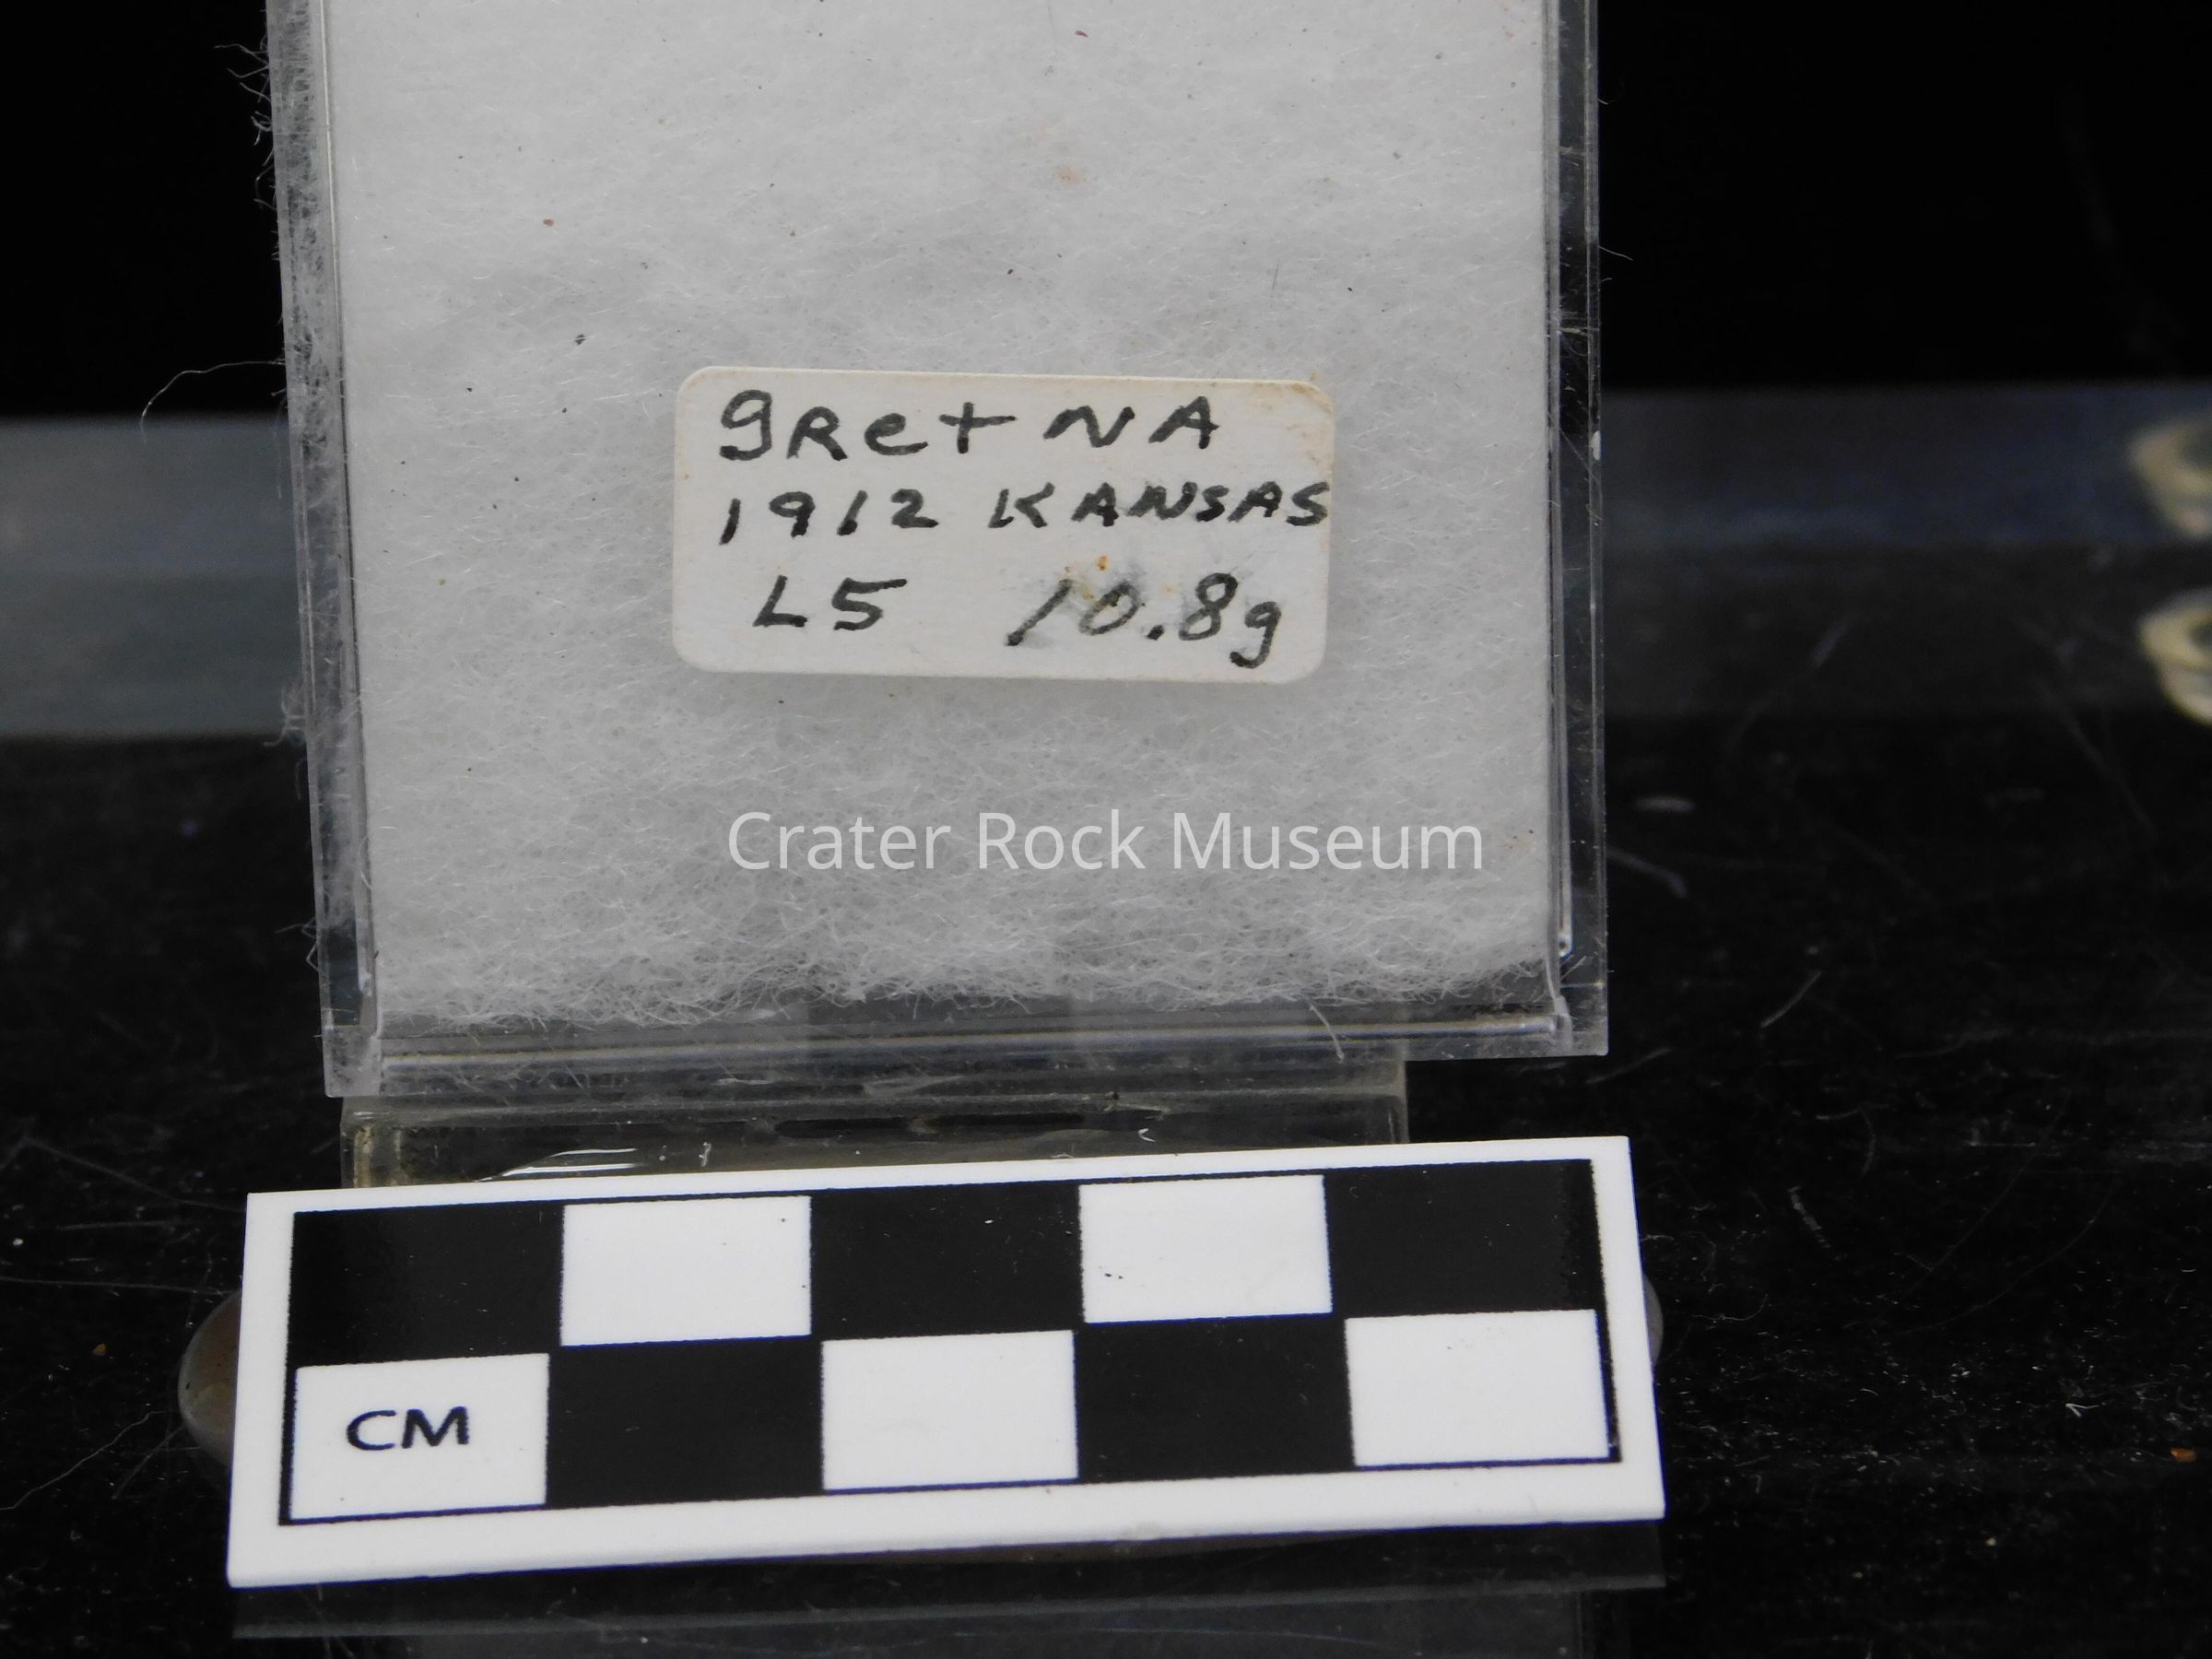 gRetNA
1912 KANSAS
L5 10.8g
Crater Rock Museum
CM